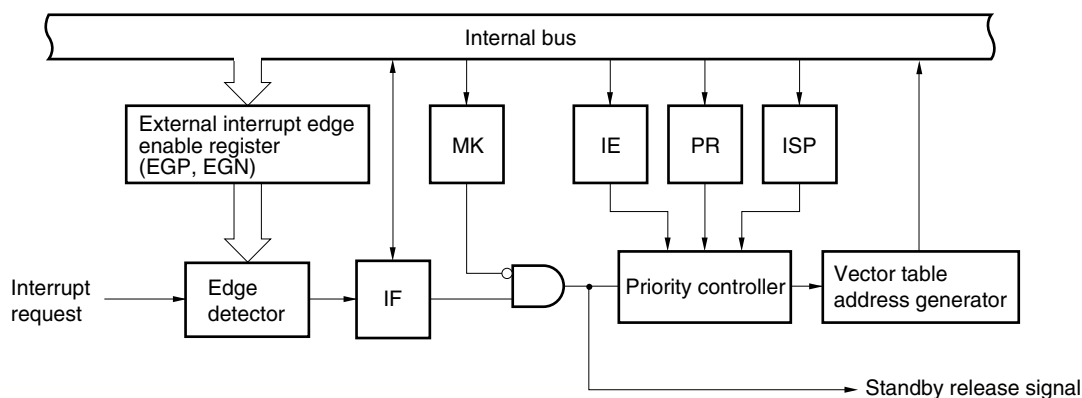 Internal bus
External interrupt edge
enable register
(EGP, EGN)
MK
IE
PR
ISP
Interrupt
request
Edge
detector
IF
Priority controller
Vector table
address generator
Standby release signal